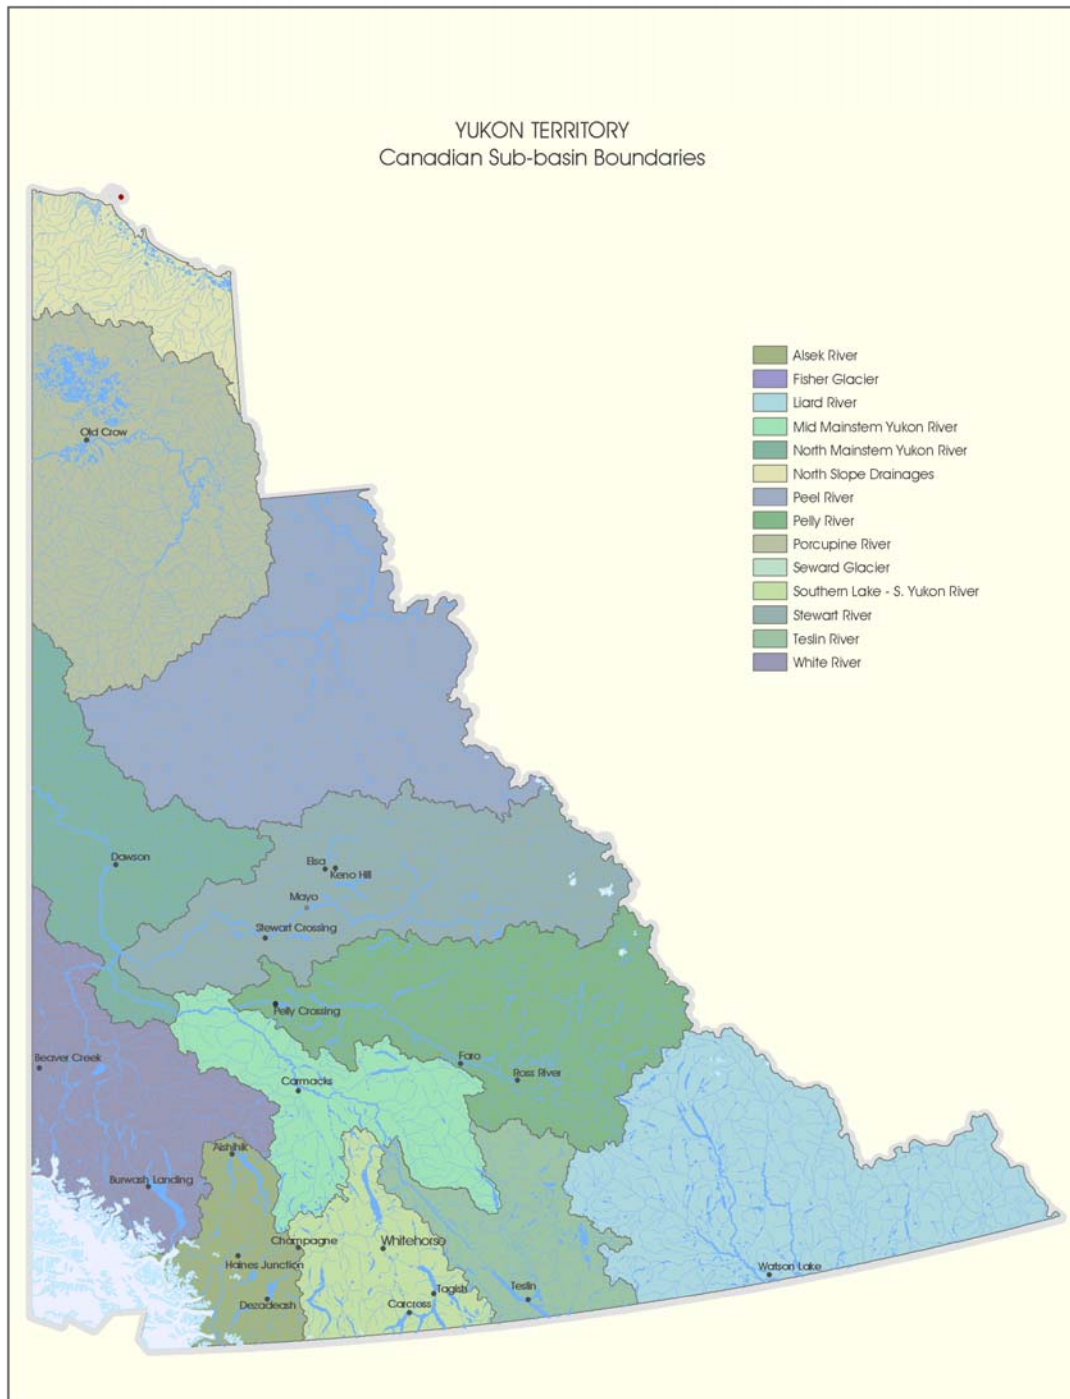 YUKON TERRITORY
Canadian Sub-basin Boundaries
Alsek River
Fisher Glacier
Liard River
Mid Mainstem Yukon River
North Mainstem Yukon River
North Slope Drainages
Peel River
Pelly River
Porcupine River
Seward Glacier
Southern Lake - S. Yukon River
Stewart River
Teslin River
White River
Old Crow
Dawson
Elsa
Keno Hill
Mayo
Stewart Crossing
Pelly Crossing
Beaver Creek
Faro
Ross River
Carmacks
Aishihik
Burwash Landing
Champagne
Whitehorse
Haines Junction
Watson Lake
Teslin
Tagish
Dezadeash
Carcross